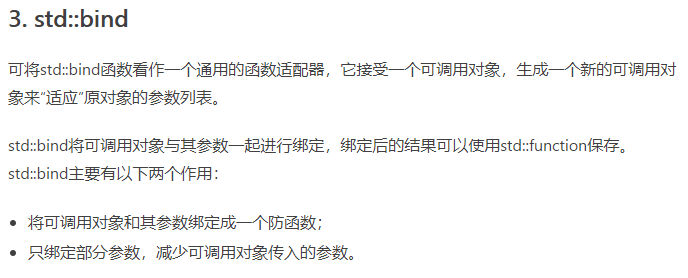 3. std::bind
可将std::bind函数看作一个通用的函数适配器，它接受一个可调用对象，生成一个新的可调用对
象来“适应”原对象的参数列表。
std::bind将可调用对象与其参数一起进行绑定，绑定后的结果可以使用std::function保存。
std::bind主要有以下两个作用：
• 将可调用对象和其参数绑定成一个防函数；
• 只绑定部分参数，减少可调用对象传入的参数。